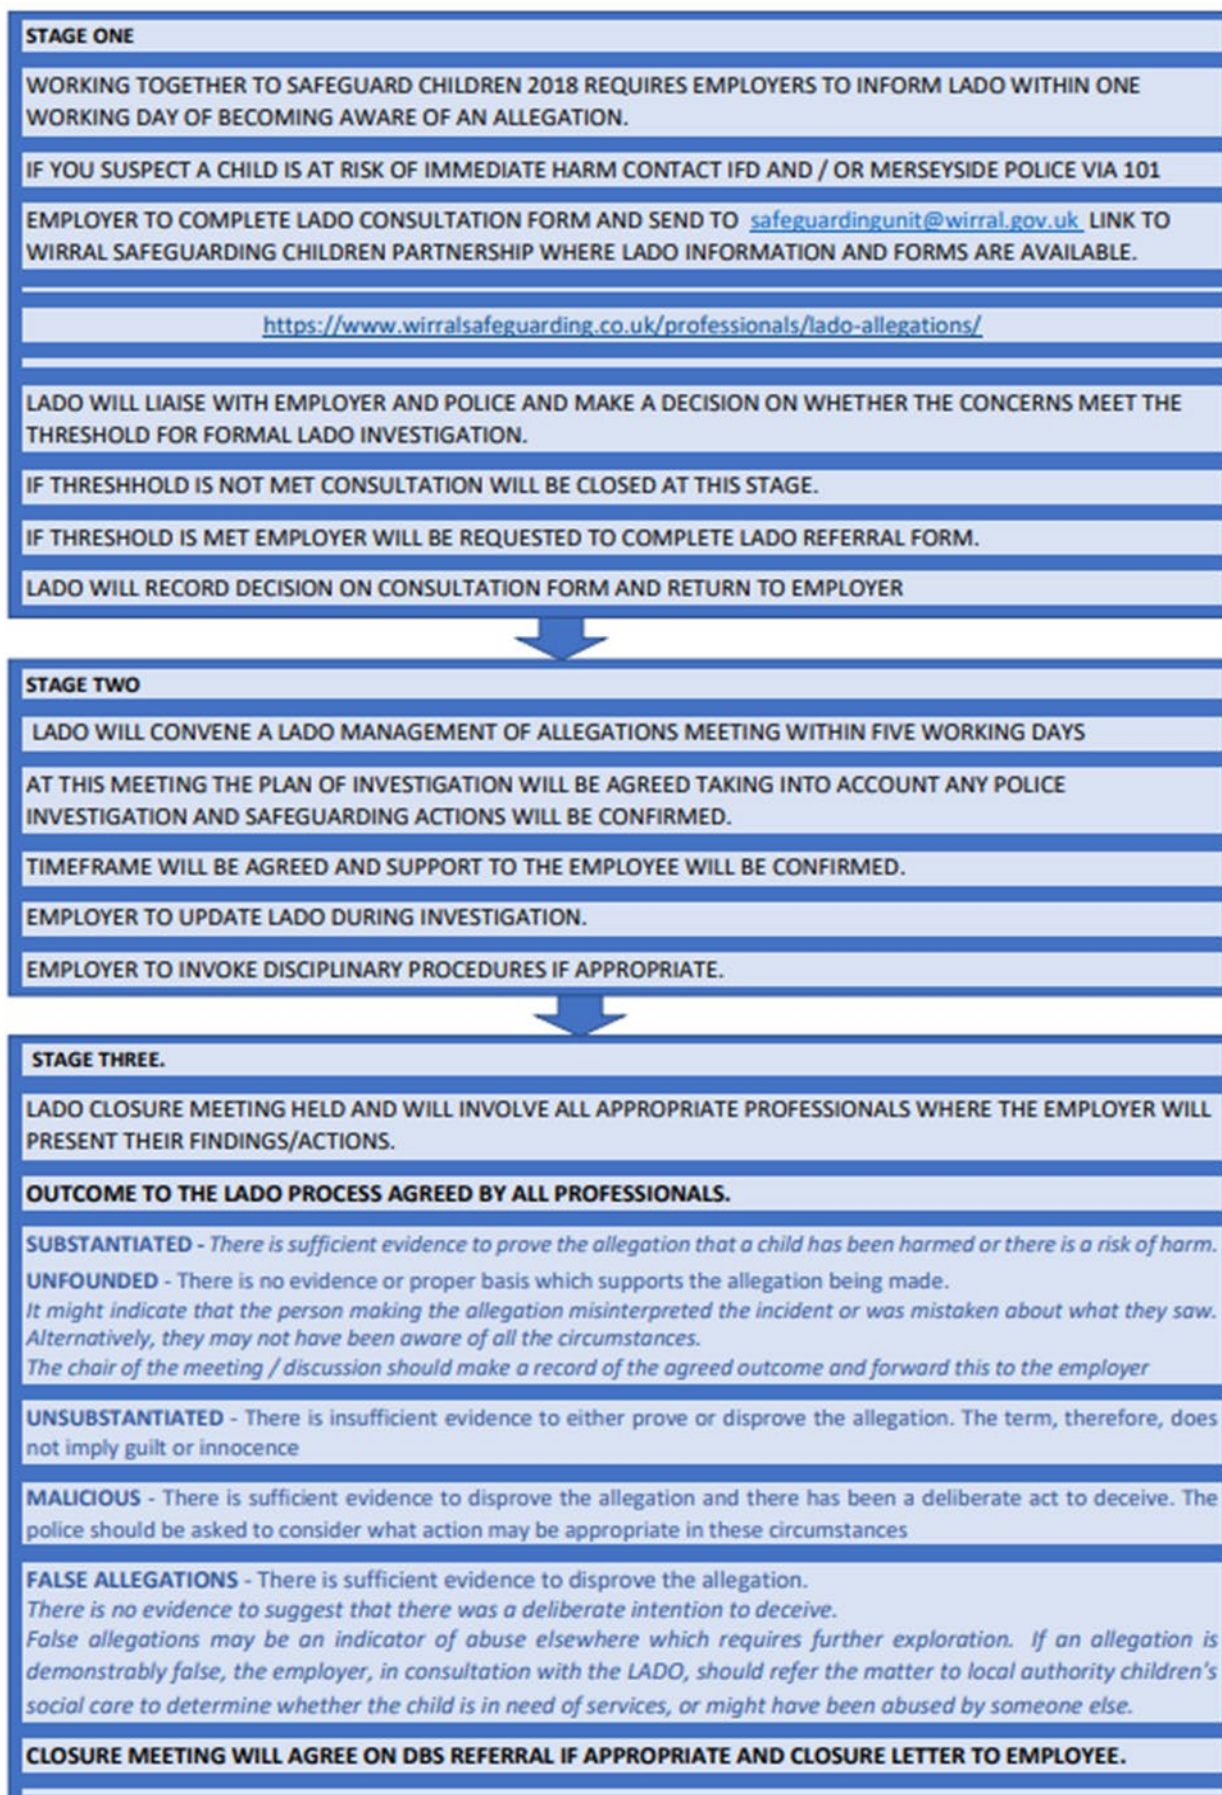 STAGE ONE
WORKING TOGETHER TO SAFEGUARD CHILDREN 2018 REQUIRES EMPLOYERS TO INFORM LADO WITHIN ONE
WORKING DAY OF BECOMING AWARE OF AN ALLEGATION.
IF YOU SUSPECT A CHILD IS AT RISK OF IMMEDIATE HARM CONTACT IFD AND / OR MERSEYSIDE POLICE VIA 101
EMPLOYER TO COMPLETE LADO CONSULTATION FORM AND SEND TO safeguardingunit@wirral.gov.uk LINK TO
WIRRAL SAFEGUARDING CHILDREN PARTNERSHIP WHERE LADO INFORMATION AND FORMS ARE AVAILABLE.
https://www.wirralsafeguarding.co.uk/professionals/lado-allegations/
LADO WILL LIAISE WITH EMPLOYER AND POLICE AND MAKE A DECISION ON WHETHER THE CONCERNS MEET THE
THRESHOLD FOR FORMAL LADO INVESTIGATION.
IF THRESHHOLD IS NOT MET CONSULTATION WILL BE CLOSED AT THIS STAGE.
IF THRESHOLD IS MET EMPLOYER WILL BE REQUESTED TO COMPLETE LADO REFERRAL FORM.
LADO WILL RECORD DECISION ON CONSULTATION FORM AND RETURN TO EMPLOYER
STAGE TWO
LADO WILL CONVENE A LADO MANAGEMENT OF ALLEGATIONS MEETING WITHIN FIVE WORKING DAYS
AT THIS MEETING THE PLAN OF INVESTIGATION WILL BE AGREED TAKING INTO ACCOUNT ANY POLICE
INVESTIGATION AND SAFEGUARDING ACTIONS WILL BE CONFIRMED.
TIMEFRAME WILL BE AGREED AND SUPPORT TO THE EMPLOYEE WILL BE CONFIRMED.
EMPLOYER TO UPDATE LADO DURING INVESTIGATION.
EMPLOYER TO INVOKE DISCIPLINARY PROCEDURES IF APPROPRIATE.
STAGE THREE.
LADO CLOSURE MEETING HELD AND WILL INVOLVE ALL APPROPRIATE PROFESSIONALS WHERE THE EMPLOYER WILL
PRESENT THEIR FINDINGS/ACTIONS.
OUTCOME TO THE LADO PROCESS AGREED BY ALL PROFESSIONALS.
SUBSTANTIATED - There is sufficient evidence to prove the allegation that a child has been harmed or there is a risk of harm.
UNFOUNDED - There is no evidence or proper basis which supports the allegation being made.
It might indicate that the person making the allegation misinterpreted the incident or was mistaken about what they saw.
Alternatively, they may not have been aware of all the circumstances.
The chair of the meeting / discussion should make a record of the agreed outcome and forward this to the employer
UNSUBSTANTIATED - There is insufficient evidence to either prove or disprove the allegation. The term, therefore, does
not imply guilt or innocence
MALICIOUS - There is sufficient evidence to disprove the allegation and there has been a deliberate act to deceive. The
police should be asked to consider what action may be appropriate in these circumstances
FALSE ALLEGATIONS - There is sufficient evidence to disprove the allegation.
There is no evidence to suggest that there was a deliberate intention to deceive.
False allegations may be an indicator of abuse elsewhere which requires further exploration. If an allegation is
demonstrably false, the employer, in consultation with the LADO, should refer the matter to local authority children's
social care to determine whether the child is in need of services, or might have been abused by someone else.
CLOSURE MEETING WILL AGREE ON DBS REFERRAL IF APPROPRIATE AND CLOSURE LETTER TO EMPLOYEE.